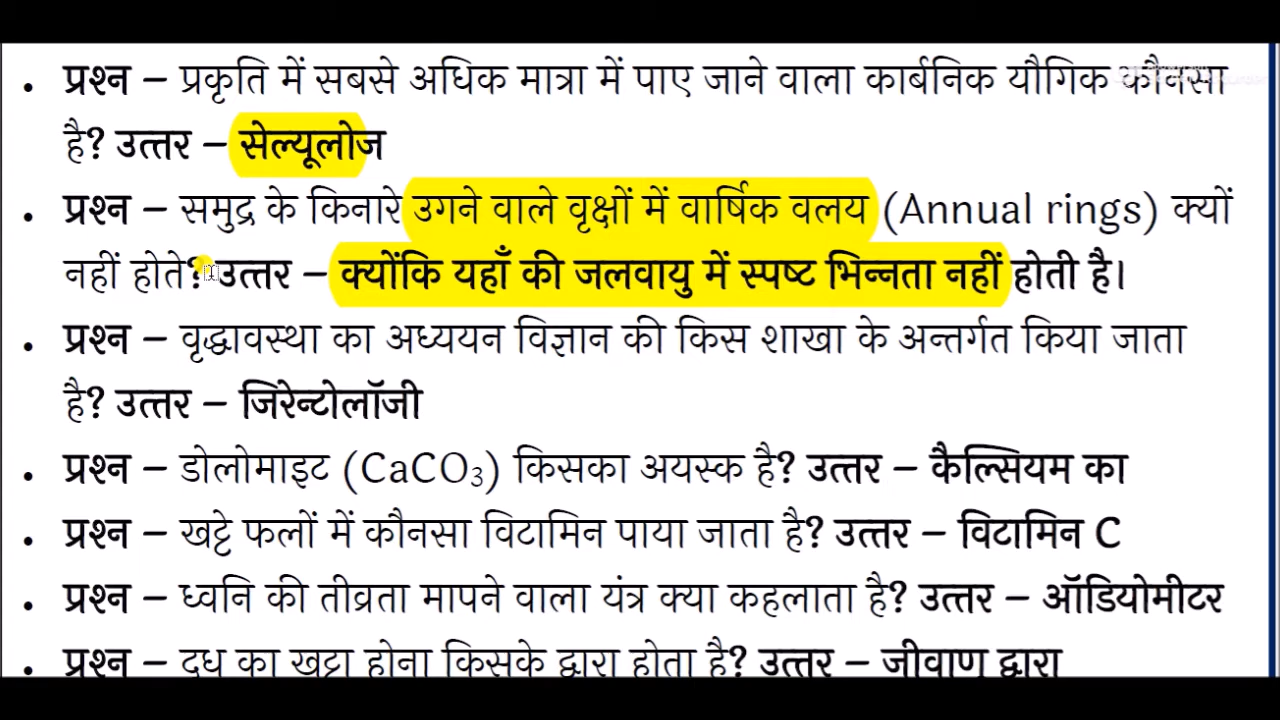 • प्रश्न – प्रकृति में सबसे अधिक मात्रा में पाए जाने वाला कार्बनिक यौगिक कौनसा
है? उत्तर – सेल्यूलोज
• प्रश्न – समुद्र के किनारे उगने वाले वृक्षों में वार्षिक वलय (Annual rings) क्यों
नहीं होते? उत्तर – क्योंकि यहाँ की जलवायु में स्पष्ट भिन्नता नहीं होती है।
• प्रश्न – वृद्धावस्था का अध्ययन विज्ञान की किस शाखा के अन्तर्गत किया जाता
है? उत्तर – जिरेन्टोलॉजी
• प्रश्न – डोलोमाइट (CaCO₃) किसका अयस्क है? उत्तर – कैल्सियम का
• प्रश्न – खट्टे फलों में कौनसा विटामिन पाया जाता है? उत्तर – विटामिन C
• प्रश्न – ध्वनि की तीव्रता मापने वाला यंत्र क्या कहलाता है? उत्तर – ऑडियोमीटर
• प्रश्न – दूध का खट्टा होना किसके द्वारा होता है? उत्तर – जीवाणु द्वारा